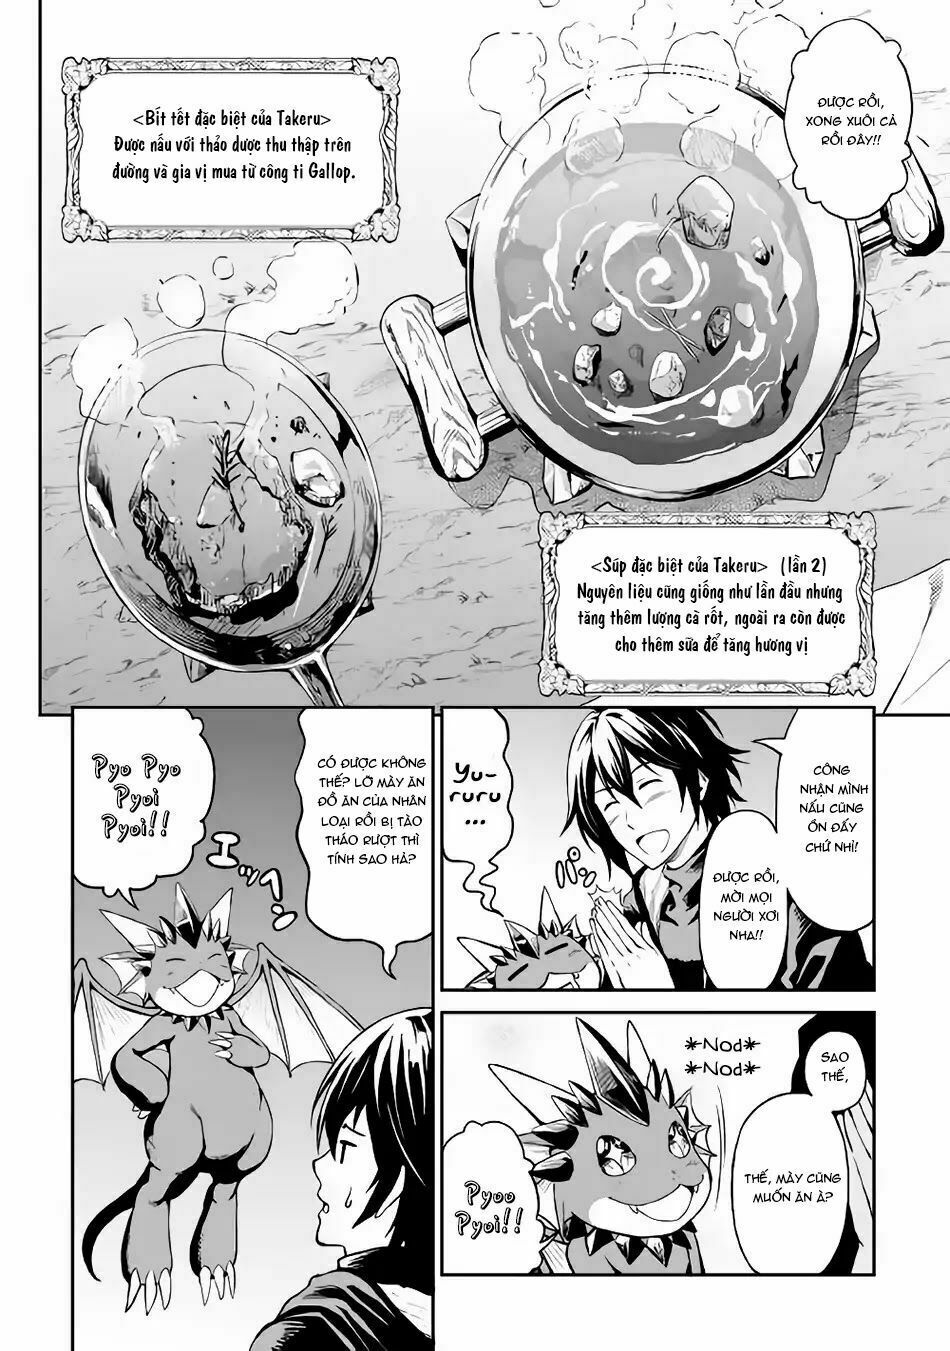 ĐƯỢC RỒI,
XONG XUÔI CẢ
RỒI ĐÂY!!
<Bít tết đặc biệt của Takeru>
Được nấu với thảo dược thu thập trên
đường và gia vị mua từ công ti Gallop.
<Súp đặc biệt của Takeru> (lần 2)
Nguyên liệu cũng giống như lần đầu nhưng
tăng thêm lượng cà rốt, ngoài ra còn được
cho thêm sữa để tăng hương vị
CÔNG
NHẬN MÌNH
NẤU CŨNG
ỔN ĐẤY
CHỨ NHỈ!
ĐƯỢC RỒI,
MỜI MỌI
NGƯỜI XƠI
NHA!!
Yu-
ruru
...
パン
SAO
THẾ,
THẾ, MÀY CŨNG
MUỐN ĂN À?
*Nod*
*Nod*
Pyoo
Pyoi!!
CÓ ĐƯỢC KHÔNG
THẾ? LỠ MÀY ĂN
ĐỒ ĂN CỦA NHÂN
LOẠI RỒI BỊ TÀO
THÁO RƯỢT THÌ
TÍNH SAO HẢ?
Pyo Pyo
Pyoi
Pyoi!!
エッヘ